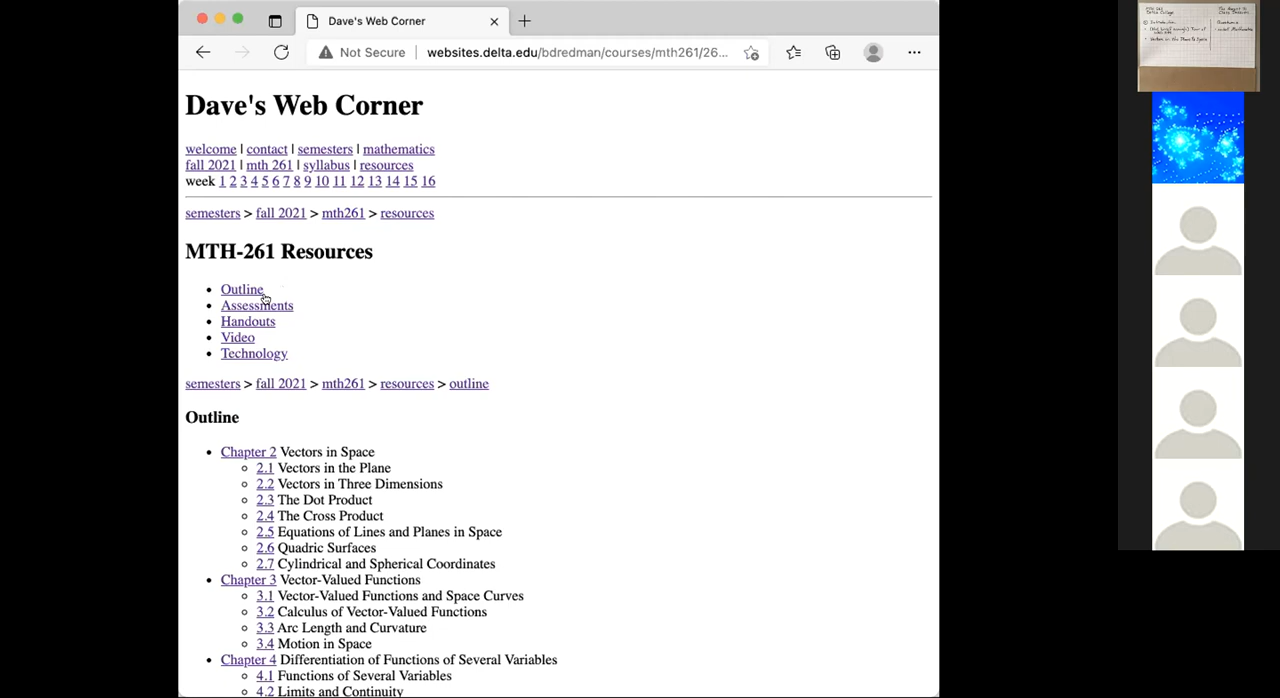 Dave's Web Corner
Not Secure | websites.delta.edu/bdredman/courses/mth261/26...
Dave's Web Corner
welcome | contact | semesters | mathematics
fall 2021 | mth 261 | syllabus | resources
week 1 2 3 4 5 6 7 8 9 10 11 12 13 14 15 16
semesters > fall 2021 > mth261 > resources
MTH-261 Resources
Outline
Assessments
Handouts
Video
Technology
semesters > fall 2021 > mth261 > resources > outline
Outline
Chapter 2 Vectors in Space
2.1 Vectors in the Plane
2.2 Vectors in Three Dimensions
2.3 The Dot Product
2.4 The Cross Product
2.5 Equations of Lines and Planes in Space
2.6 Quadric Surfaces
2.7 Cylindrical and Spherical Coordinates
Chapter 3 Vector-Valued Functions
3.1 Vector-Valued Functions and Space Curves
3.2 Calculus of Vector-Valued Functions
3.3 Arc Length and Curvature
3.4 Motion in Space
Chapter 4 Differentiation of Functions of Several Variables
4.1 Functions of Several Variables
4.2 Limits and Continuity